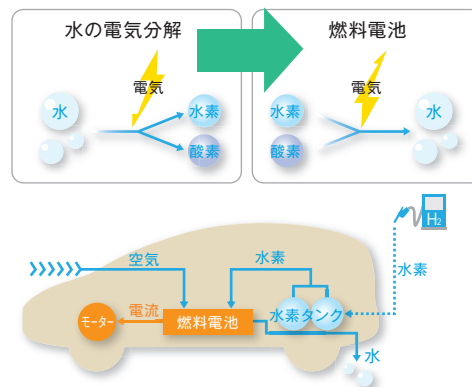 水の電気分解
電気
水
水素
酸素
燃料電池
電気
水素
酸素
水
H2
水素
空気
水素
電流
モーター
燃料電池
水素タンク
水